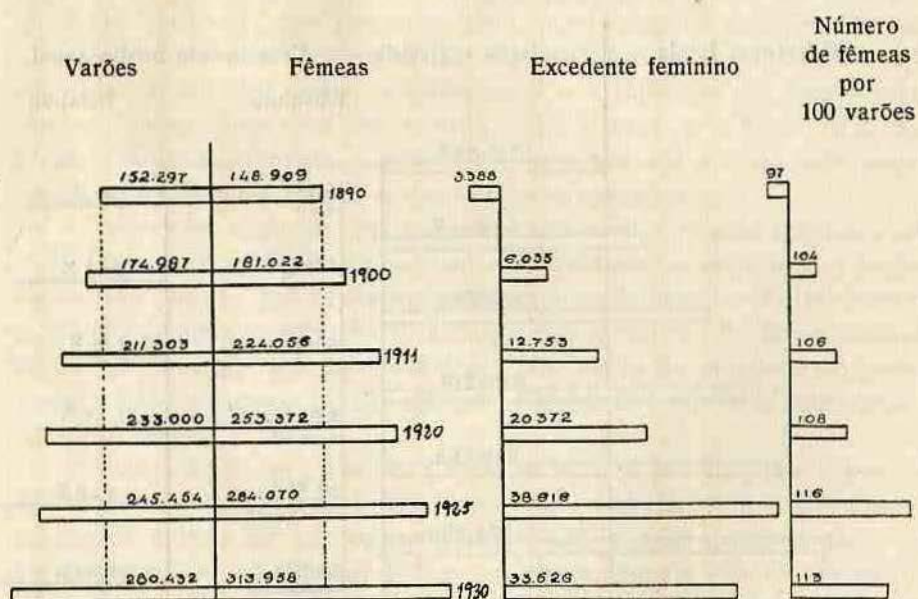 Varões Fêmeas Excedente feminino Número
de fêmeas
por
100 varões
152.297 148.909 1890 3.388 97
174.987 181.022 1900 6.035 104
211.303 224.056 1911 12.753 106
233.000 253.372 1920 20.372 108
245.454 284.070 1925 38.818 116
280.432 313.958 1930 33.526 113